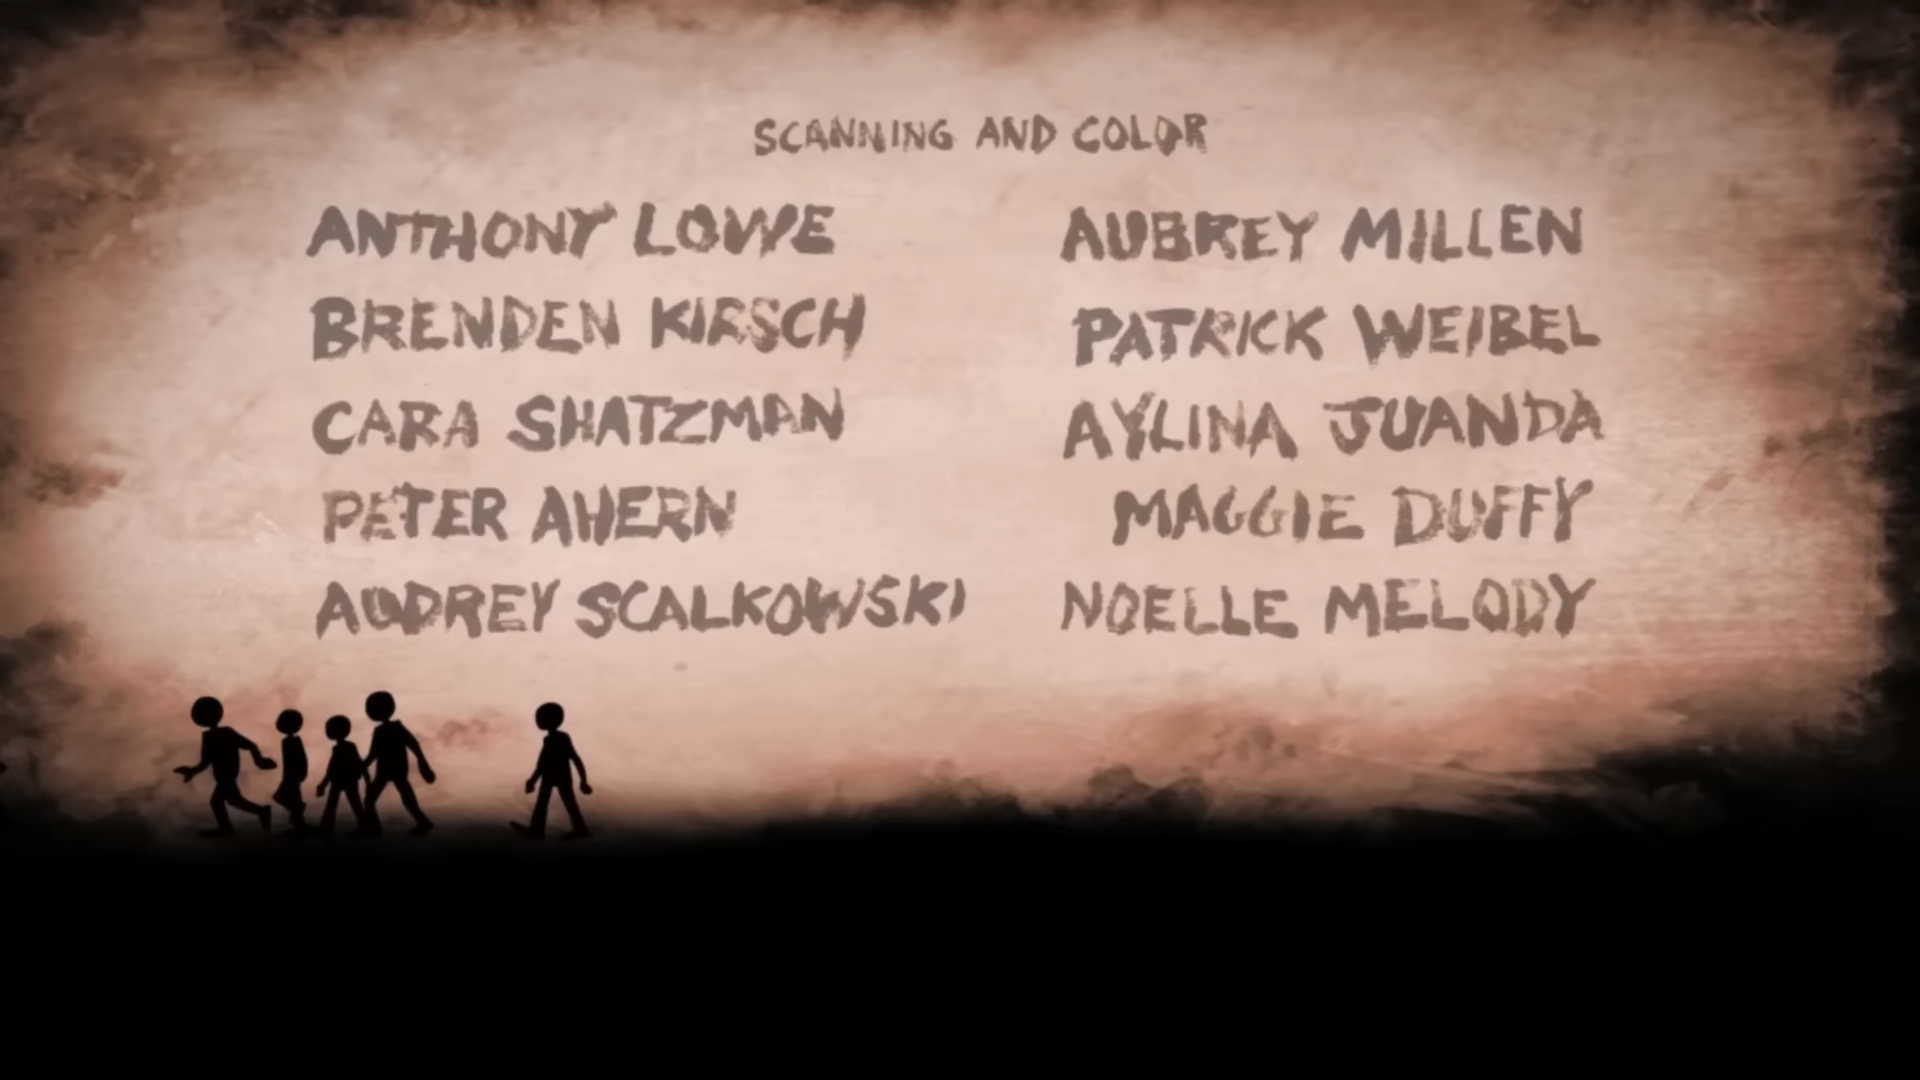 SCANNING AND COLOR
ANTHONY LOWE
BRENDEN KIRSCH
CARA SHATZMAN
PETER AHERN
AUDREY SCALKOWSKI
AUBREY MILLEN
PATRICK WEIBEL
AYLINA JUANDA
MAGGIE DUFFY
NOELLE MELODY